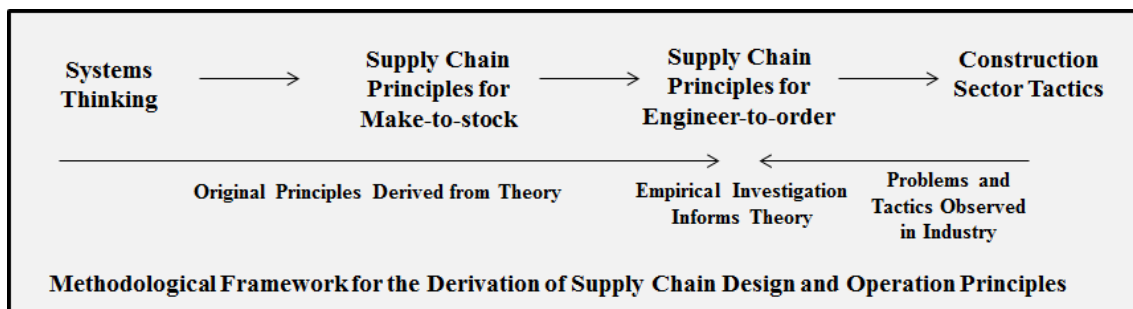 Systems
Thinking
Supply Chain
Principles for
Make-to-stock
Supply Chain
Principles for
Engineer-to-order
Construction
Sector Tactics
Original Principles Derived from Theory
Empirical Investigation
Informs Theory
Problems and
Tactics Observed
in Industry
Methodological Framework for the Derivation of Supply Chain Design and Operation Principles